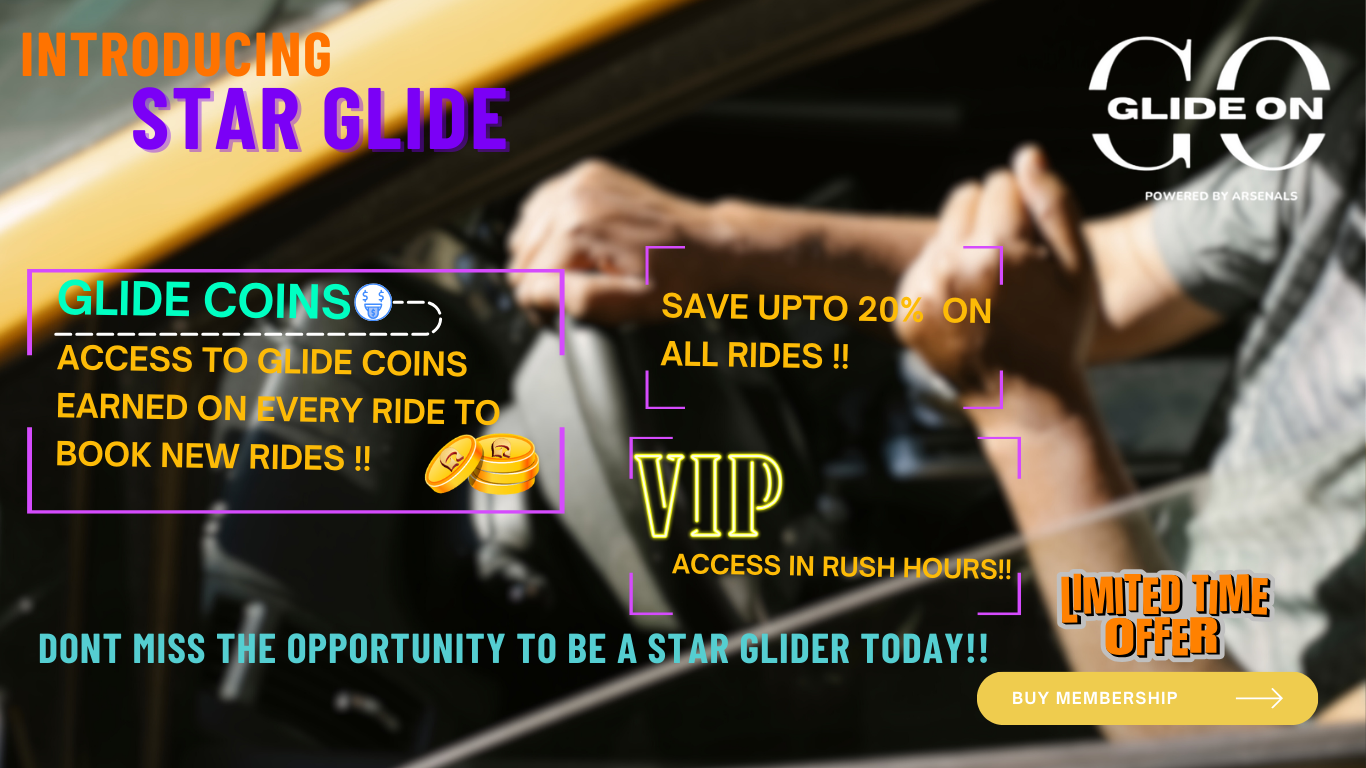 INTRODUCING
STAR GLIDE
GO
GLIDE ON
POWERED BY ARSENALS
GLIDE COINS
ACCESS TO GLIDE COINS
EARNED ON EVERY RIDE TO
BOOK NEW RIDES !!
SAVE UPTO 20% ON
ALL RIDES !!
VIP
ACCESS IN RUSH HOURS!!
DONT MISS THE OPPORTUNITY TO BE A STAR GLIDER TODAY!!
LIMITED TIME
OFFER
BUY MEMBERSHIP